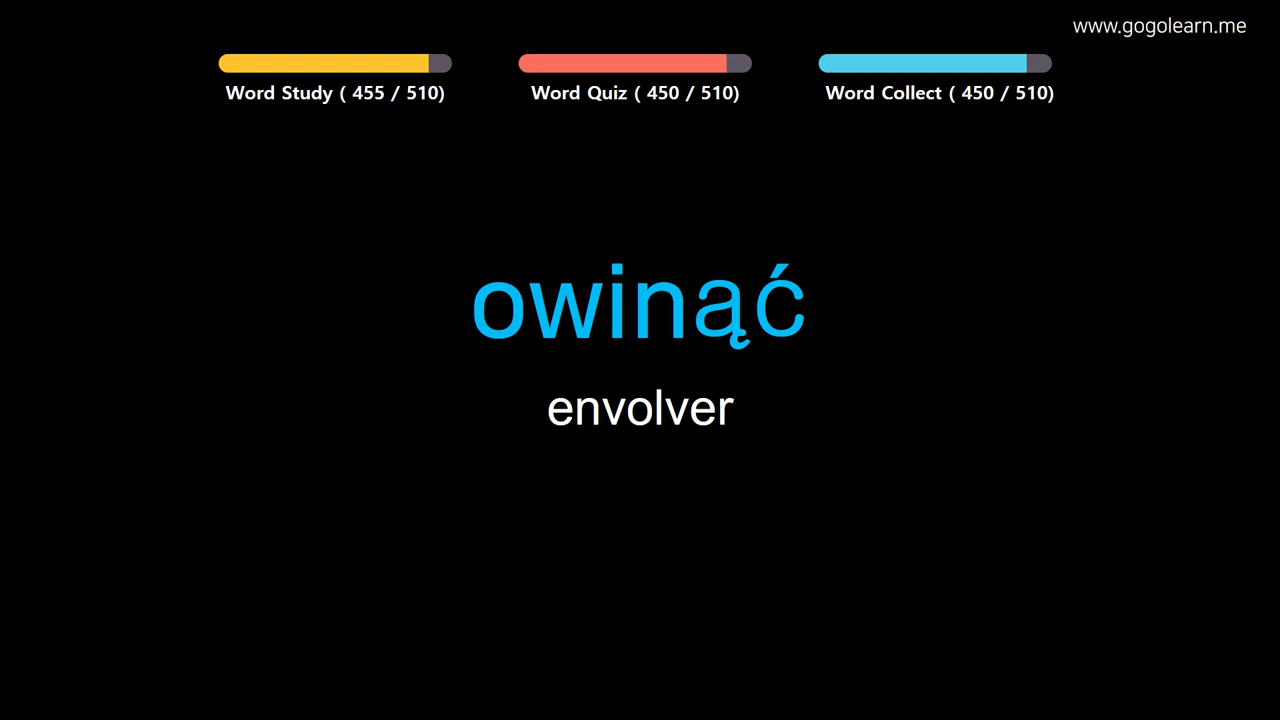 www.gogolearn.me
Word Study ( 455 / 510)
Word Quiz ( 450 / 510)
Word Collect ( 450 / 510)
owinąć
envolver